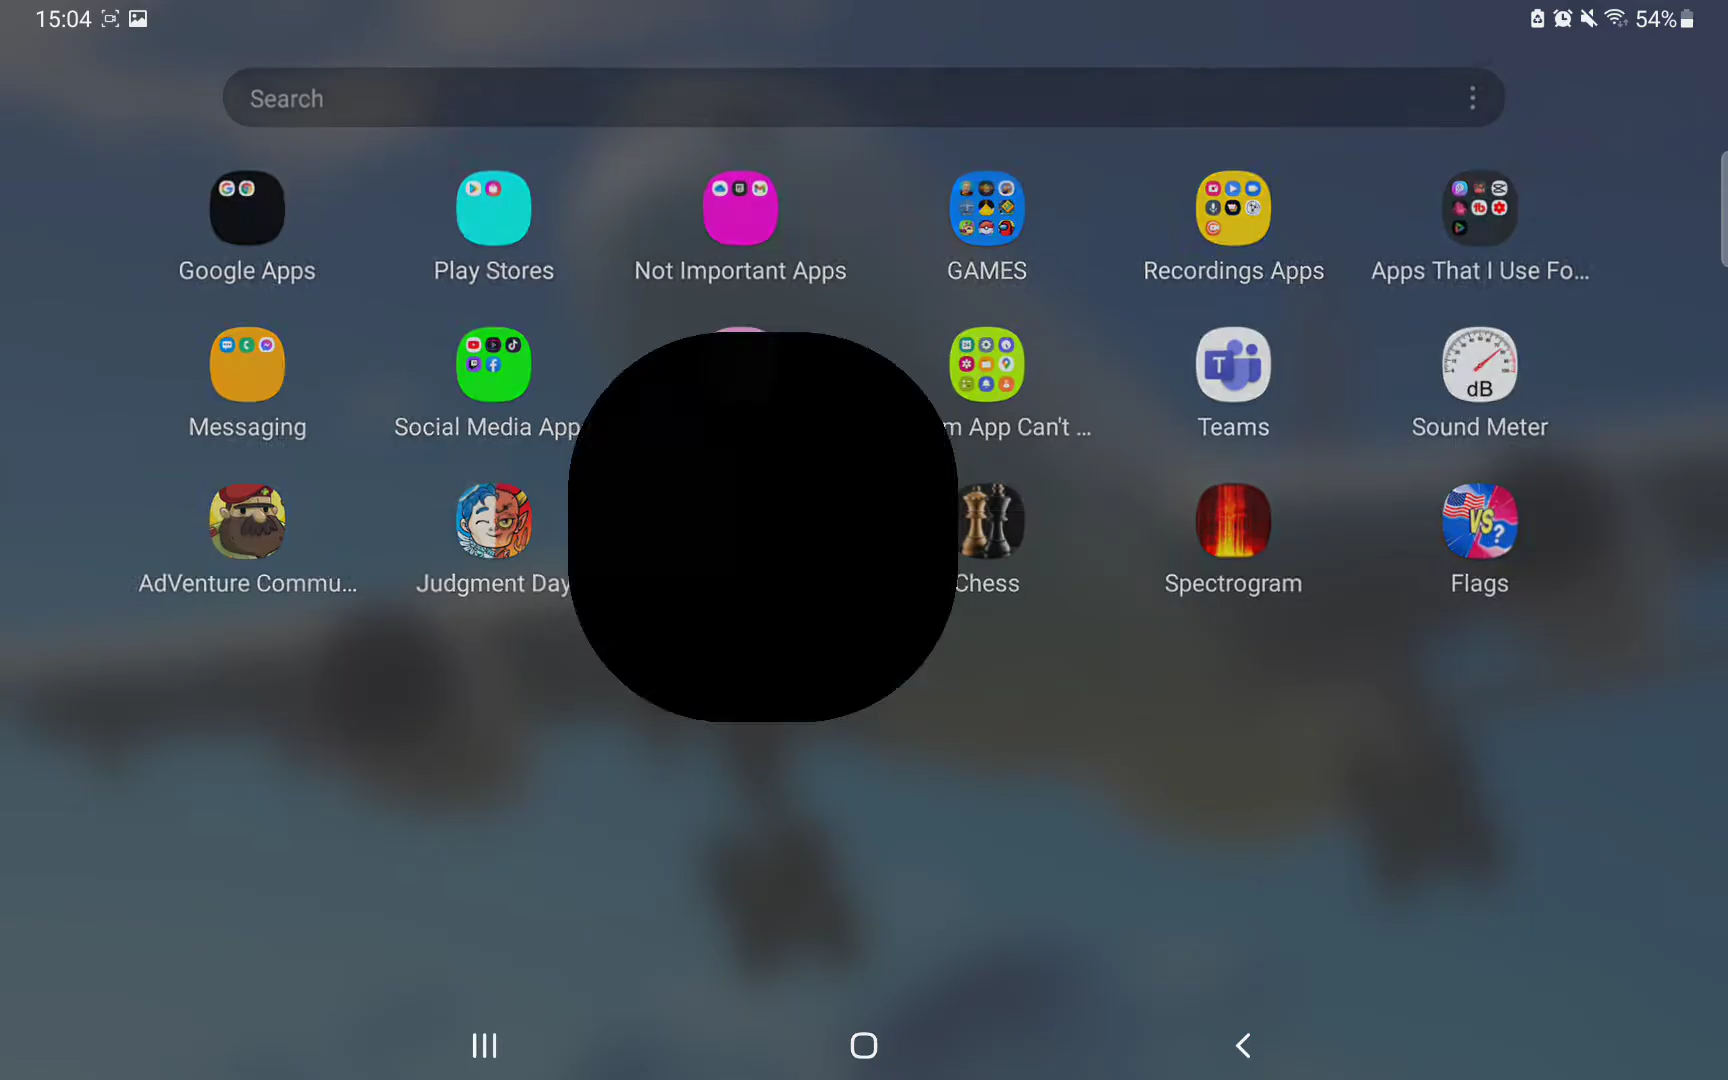 15:04
54%
Search
Google Apps
Play Stores
Not Important Apps
GAMES
Recordings Apps
Apps That I Use Fo...
Messaging
Social Media App
m App Can't ...
Teams
dB
Sound Meter
AdVenture Commu...
Judgment Day
Chess
Spectrogram
VS
?
Flags